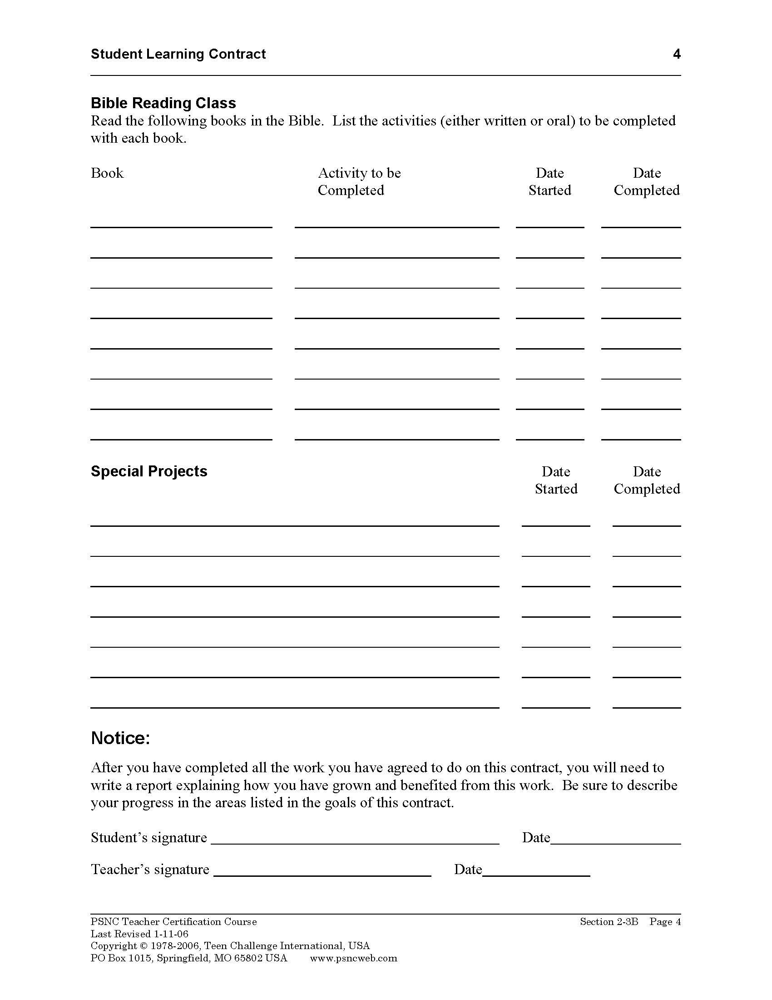 Student Learning Contract 4
Bible Reading Class
Read the following books in the Bible.  List the activities (either written or oral) to be completed
with each book.
Book Activity to be Date Date
Completed Started Completed
Special Projects Date Date
Started Completed
Notice:
After you have completed all the work you have agreed to do on this contract, you will need to
write a report explaining how you have grown and benefited from this work.  Be sure to describe
your progress in the areas listed in the goals of this contract.
Student’s signature Date
Teacher’s signature Date
PSNC Teacher Certification Course Section 2-3B Page 4
Last Revised 1-11-06
Copyright © 1978-2006, Teen Challenge International, USA
PO Box 1015, Springfield, MO 65802 USA www.psncweb.com